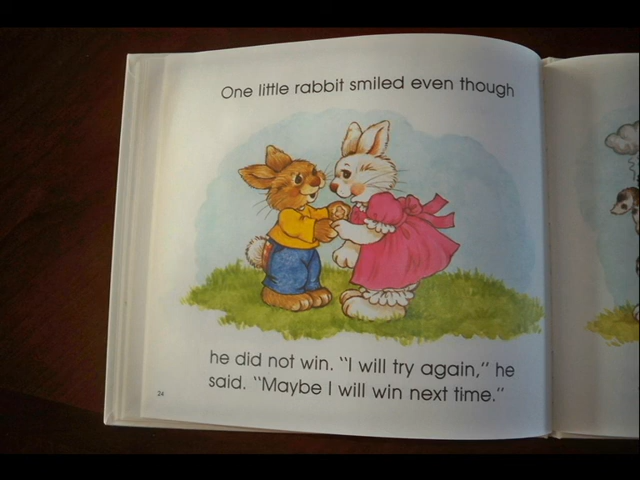 One little rabbit smiled even though
he did not win. "I will try again," he
said. "Maybe I will win next time."
24